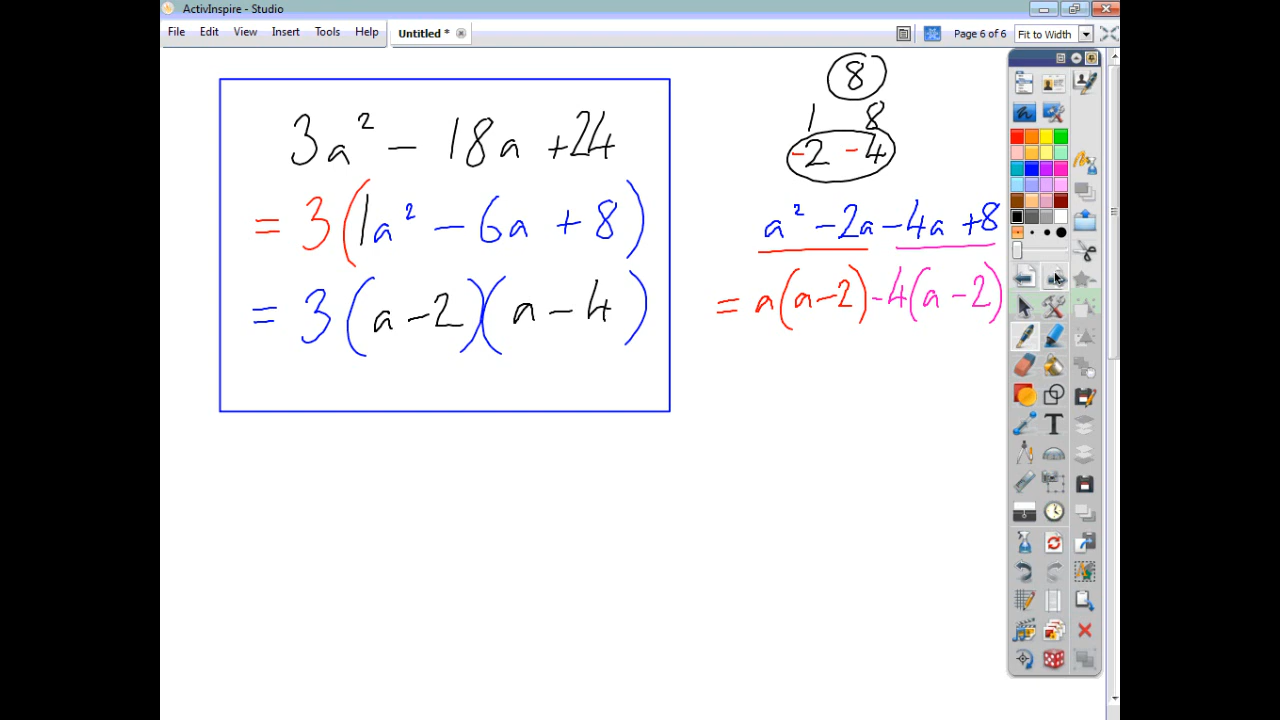 ActivInspire - Studio
File Edit View Insert Tools Help Untitled * Page 6 of 6 Fit to Width
3a² - 18a + 24
= 3(1a² - 6a + 8)
= 3(a - 2)(a - 4)
8
1 8
-2 -4
a² - 2a - 4a + 8
= a(a - 2) - 4(a - 2)